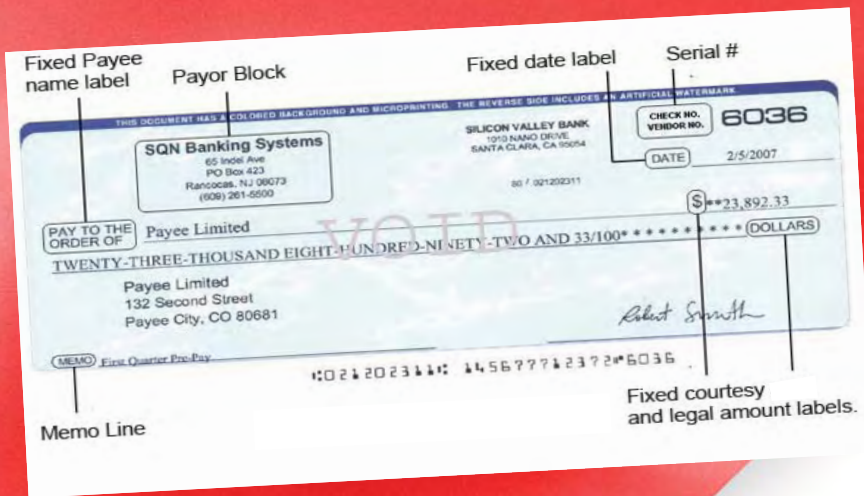 Fixed Payee
name label
Payor Block
Fixed date label
Serial #
THIS DOCUMENT HAS A COLORED BACKGROUND AND MICROPRINTING. THE REVERSE SIDE INCLUDES AN ARTIFICIAL WATERMARK.
SQN Banking Systems
65 Indel Ave
PO Box 423
Rancocas, NJ 08073
(609) 261-5500
SILICON VALLEY BANK
1010 NANO DRIVE
SANTA CLARA, CA 95054
80 / 021202311
CHECK NO.
VENDOR NO.
6036
DATE 2/5/2007
PAY TO THE
ORDER OF
Payee Limited
$**23,892.33
VOID
TWENTY-THREE-THOUSAND EIGHT-HUNDRED-NINETY-TWO AND 33/100* * * * * * * * * * DOLLARS
Payee Limited
132 Second Street
Payee City, CO 80681
Robert Smith
MEMO First Quarter Pre-Pay
⑆021202311⑆ 145677712372⑈6036
Memo Line
Fixed courtesy
and legal amount labels.